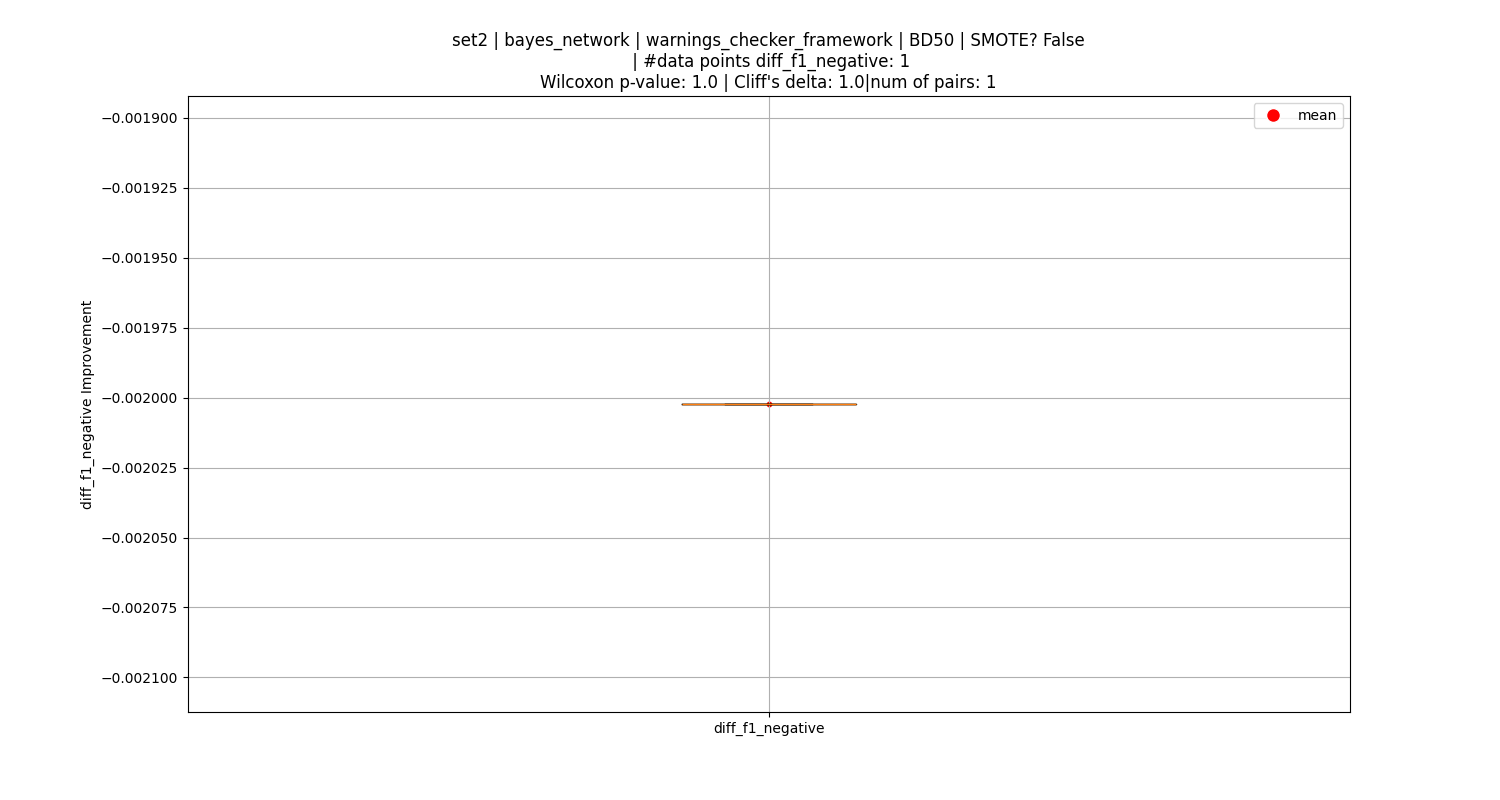 set2 | bayes_network | warnings_checker_framework | BD50 | SMOTE? False
| #data points diff_f1_negative: 1
Wilcoxon p-value: 1.0 | Cliff's delta: 1.0|num of pairs: 1
mean
−0.001900
−0.001925
−0.001950
−0.001975
−0.002000
−0.002025
−0.002050
−0.002075
−0.002100
diff_f1_negative Improvement
diff_f1_negative